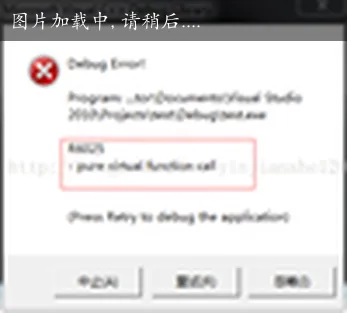 图片加载中,请稍后....
Debug Error!
Program: ...tor\Documents\Visual Studio
2010\Projects\test\Debug\test.exe
R6025
- pure virtual function call
(Press Retry to debug the application)
中止(A)
重试(R)
忽略(I)